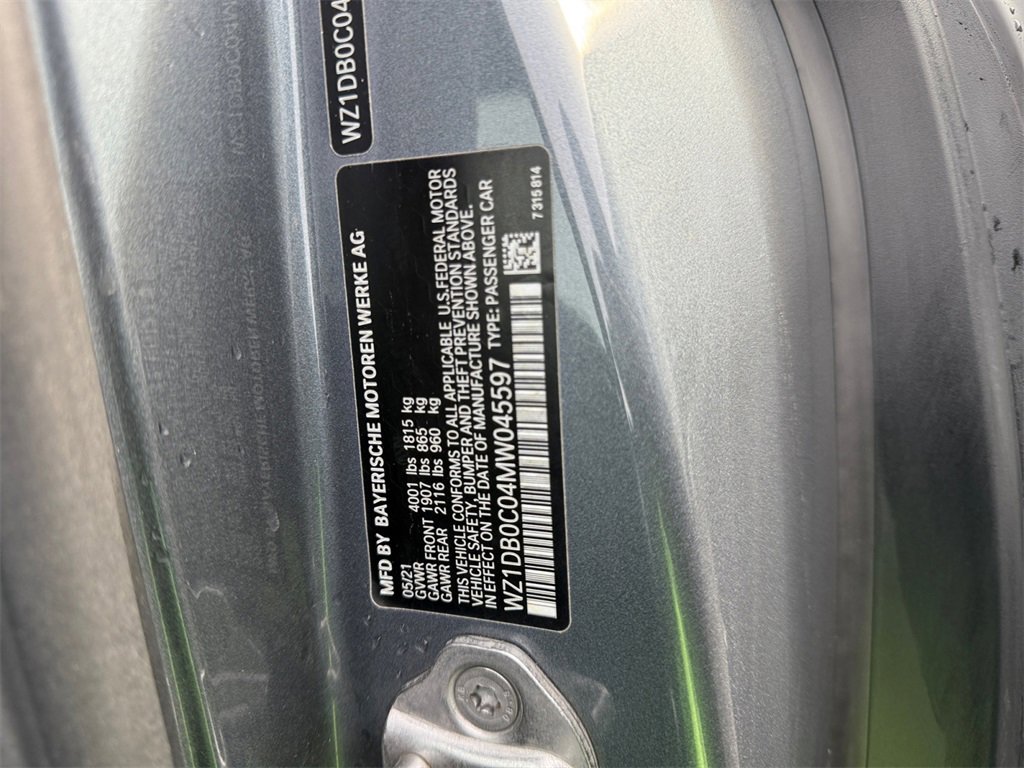 WZ1DB0C04
MFD BY BAYERISCHE MOTOREN WERKE AG
05/21
GVWR 4001 lbs 1815 kg
GAWR FRONT 1907 lbs 865 kg
GAWR REAR 2116 lbs 960 kg
THIS VEHICLE CONFORMS TO ALL APPLICABLE U.S.FEDERAL MOTOR
VEHICLE SAFETY, BUMPER AND THEFT PREVENTION STANDARDS
IN EFFECT ON THE DATE OF MANUFACTURE SHOWN ABOVE.
WZ1DB0C04MW045597 TYPE: PASSENGER CAR
7 315 814